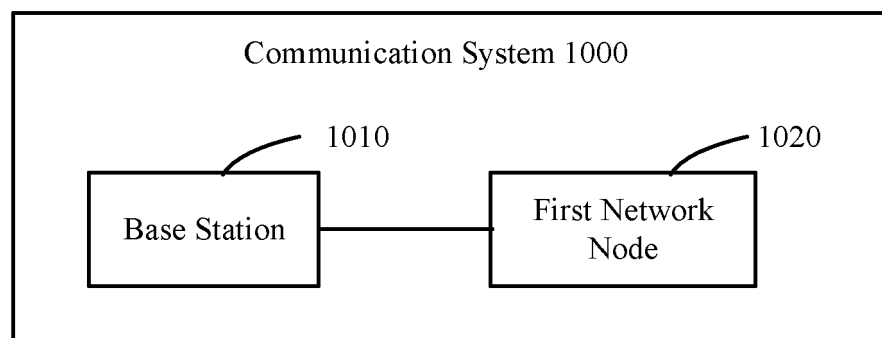 Communication System 1000
1010
1020
Base Station
First Network
Node